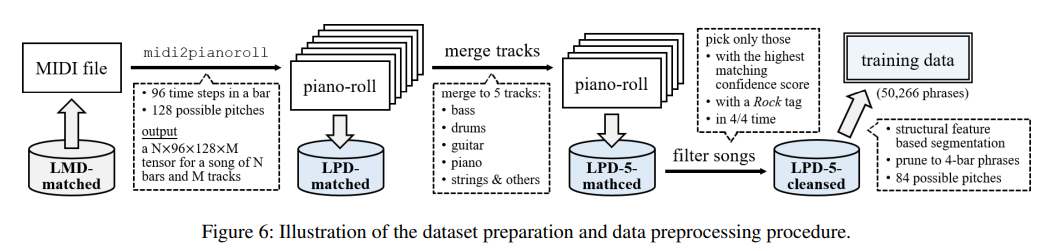 MIDI file
midi2pianoroll
• 96 time steps in a bar
• 128 possible pitches
output
a N×96×128×M
tensor for a song of N
bars and M tracks
LMD-
matched
piano-roll
LPD-
matched
merge tracks
merge to 5 tracks:
• bass
• drums
• guitar
• piano
• strings & others
piano-roll
LPD-5-
mathced
pick only those
• with the highest
matching
confidence score
• with a Rock tag
• in 4/4 time
filter songs
training data
(50,266 phrases)
LPD-5-
cleansed
• structural feature
based segmentation
• prune to 4-bar phrases
• 84 possible pitches
Figure 6: Illustration of the dataset preparation and data preprocessing procedure.